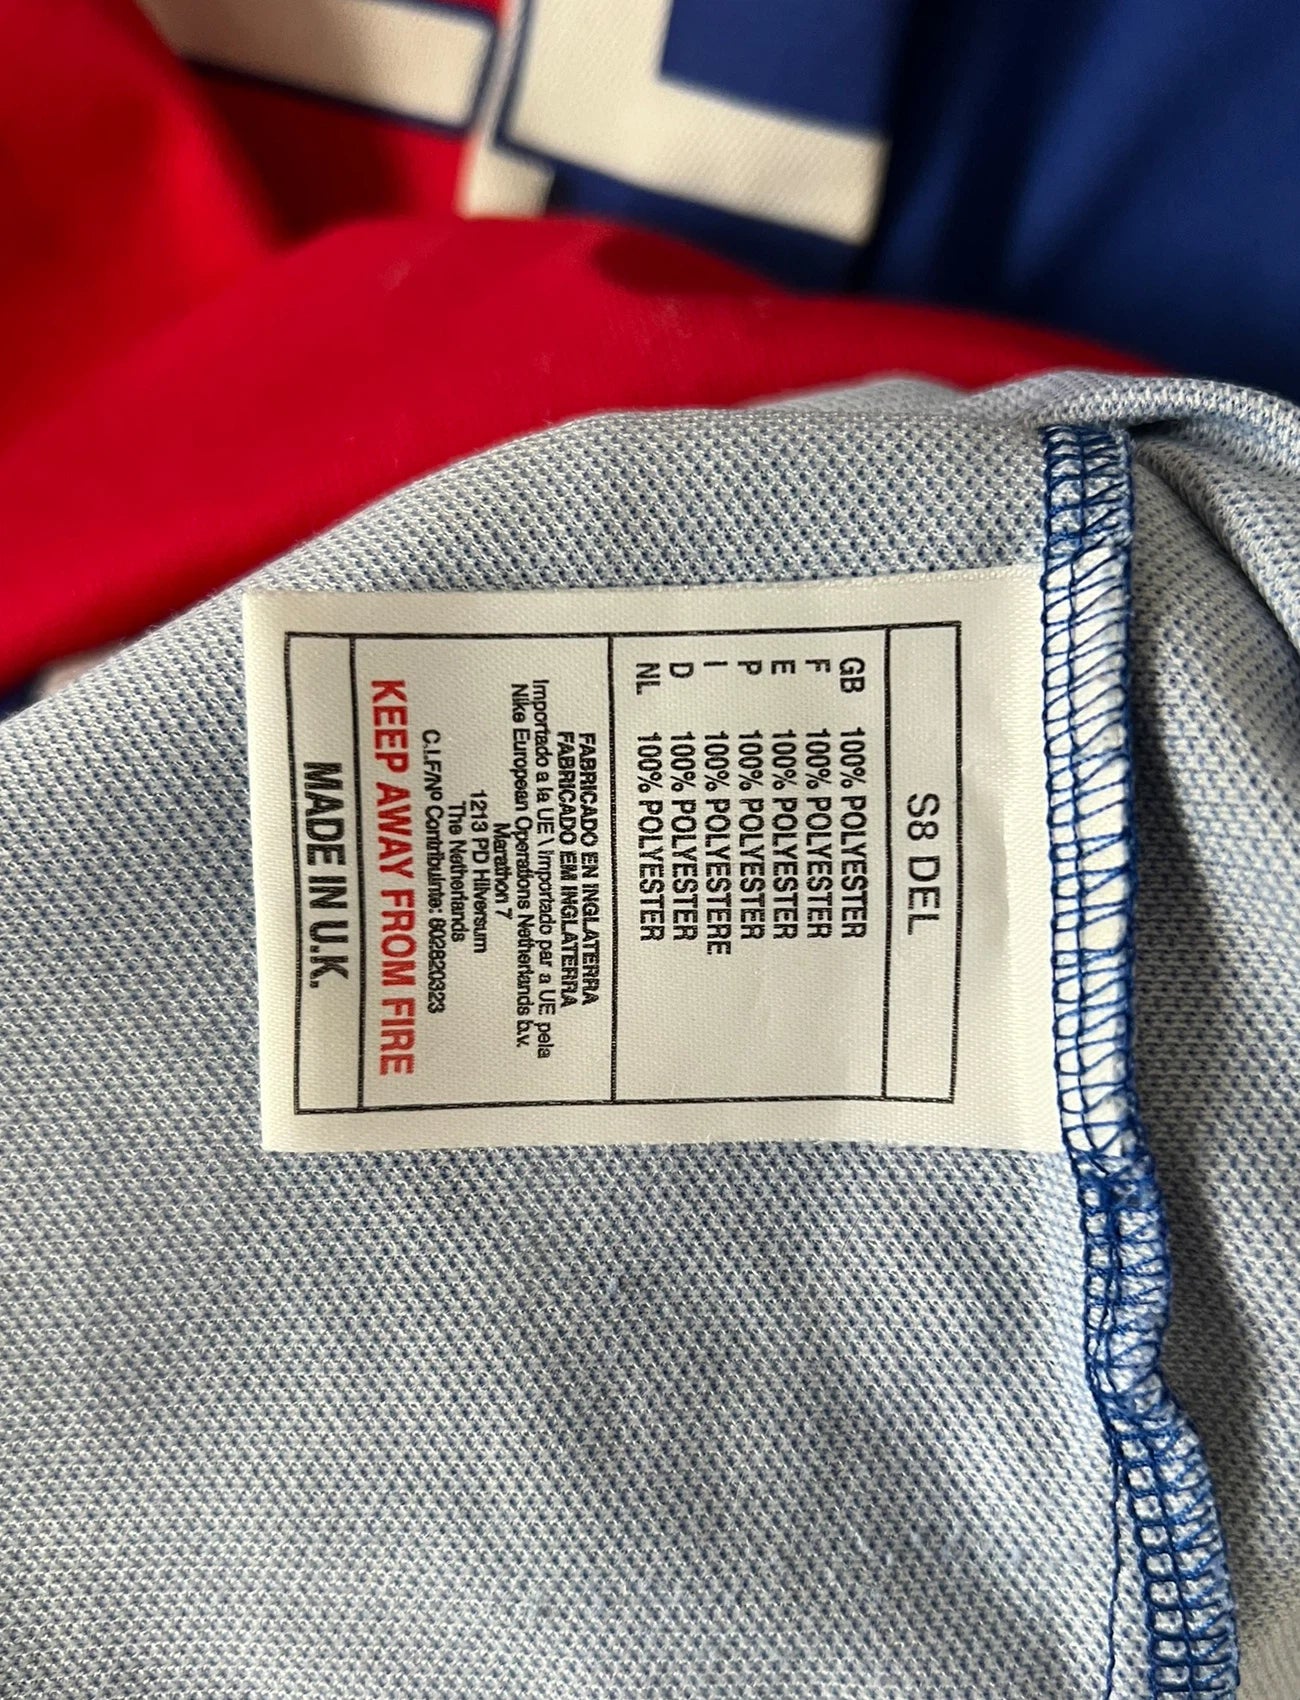 S8 DEL
GB 100% POLYESTER
F 100% POLYESTER
E 100% POLYESTER
P 100% POLYESTER
I 100% POLYESTERE
D 100% POLYESTER
NL 100% POLYESTER
FABRICADO EN INGLATERRA
FABRICADO EM INGLATERRA
Importado a la UE \ Importado par a UE pela
Nike European Operations Netherlands b.v.
Marathon 7
1213 PD Hilversum
The Netherlands
C.I.F/Nº Contribuinte: 802820323
KEEP AWAY FROM FIRE
MADE IN U.K.